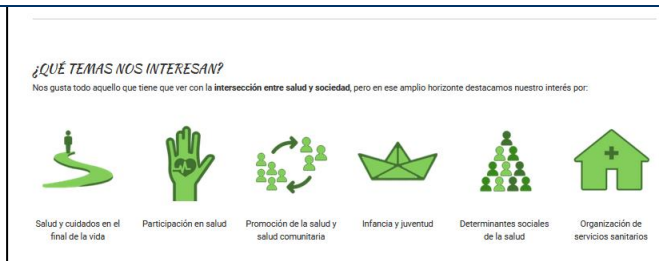 ¿QUÉ TEMAS NOS INTERESAN?
Nos gusta todo aquello que tiene que ver con la intersección entre salud y sociedad, pero en ese amplio horizonte destacamos nuestro interés por:
Salud y cuidados en el
final de la vida
Participación en salud
Promoción de la salud y
salud comunitaria
Infancia y juventud
Determinantes sociales
de la salud
Organización de
servicios sanitarios